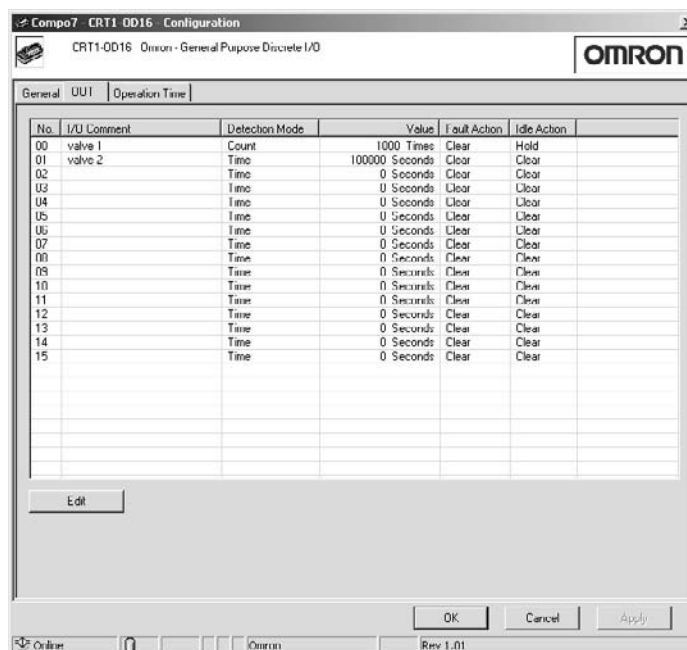 Compo7 - CRT1-OD16 - Configuration
CRT1-OD16 Omron - General Purpose Discrete I/O
OMRON
General OUT Operation Time
No. I/O Comment Detection Mode Value Fault Action Idle Action
00 valve 1 Count 1000 Times Clear Hold
01 valve 2 Time 100000 Seconds Clear Clear
02 Time 0 Seconds Clear Clear
03 Time 0 Seconds Clear Clear
04 Time 0 Seconds Clear Clear
05 Time 0 Seconds Clear Clear
06 Time 0 Seconds Clear Clear
07 Time 0 Seconds Clear Clear
08 Time 0 Seconds Clear Clear
09 Time 0 Seconds Clear Clear
10 Time 0 Seconds Clear Clear
11 Time 0 Seconds Clear Clear
12 Time 0 Seconds Clear Clear
13 Time 0 Seconds Clear Clear
14 Time 0 Seconds Clear Clear
15 Time 0 Seconds Clear Clear
Edit
OK Cancel Apply
Online Omron Rev 1.01